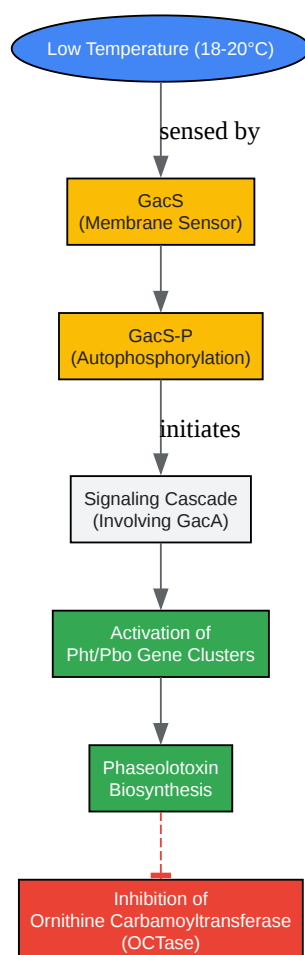 Low Temperature (18-20°C)
sensed by
GacS
(Membrane Sensor)
GacS-P
(Autophosphorylation)
initiates
Signaling Cascade
(Involving GacA)
Activation of
Pht/Pbo Gene Clusters
Phaseolotoxin
Biosynthesis
Inhibition of
Ornithine Carbamoyltransferase
(OCTase)